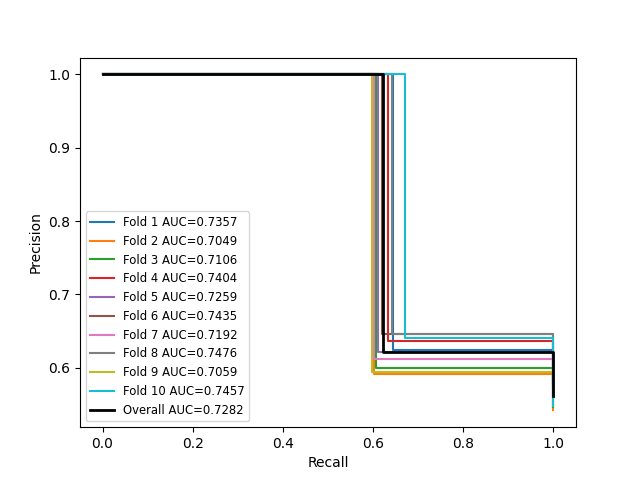 1.0
0.9
0.8
0.7
0.6
Precision
Fold 1 AUC=0.7357
Fold 2 AUC=0.7049
Fold 3 AUC=0.7106
Fold 4 AUC=0.7404
Fold 5 AUC=0.7259
Fold 6 AUC=0.7435
Fold 7 AUC=0.7192
Fold 8 AUC=0.7476
Fold 9 AUC=0.7059
Fold 10 AUC=0.7457
Overall AUC=0.7282
0.0 0.2 0.4 0.6 0.8 1.0
Recall